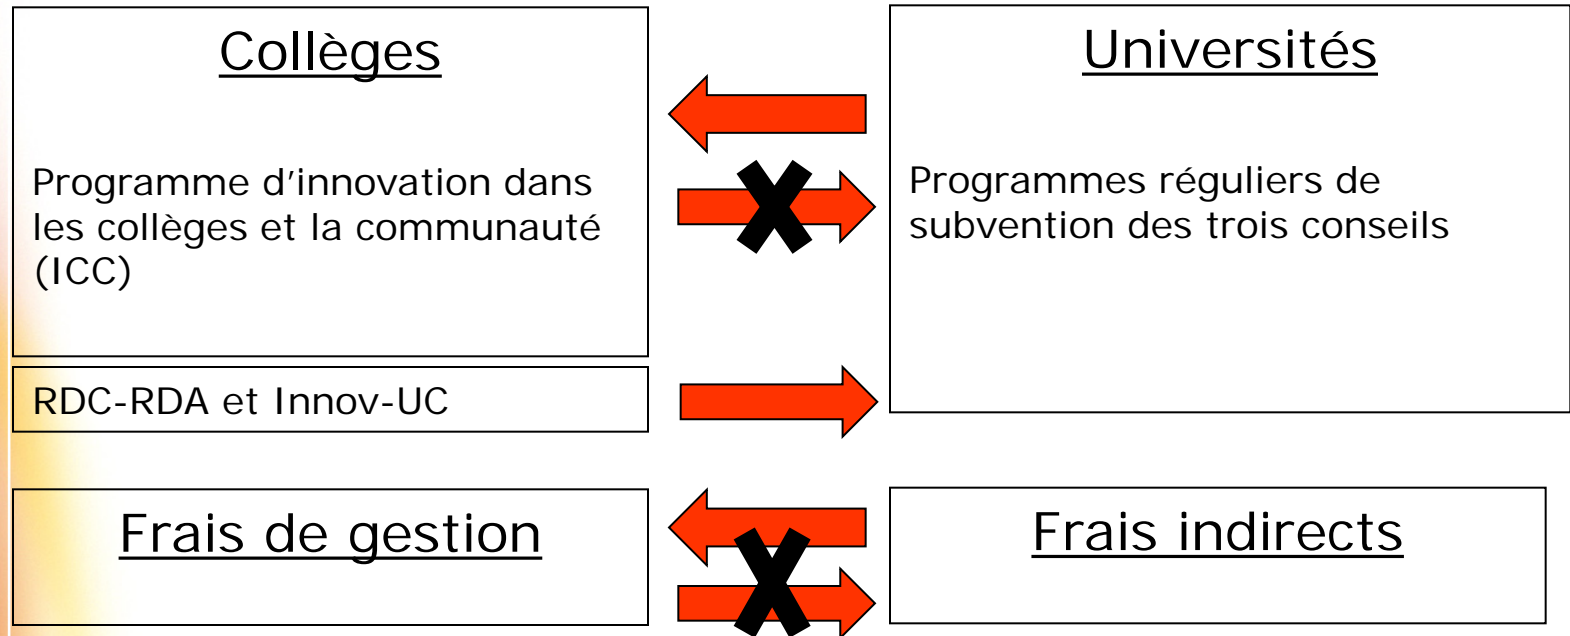 Collèges
Programme d'innovation dans
les collèges et la communauté
(ICC)
RDC-RDA et Innov-UC
Universités
Programmes réguliers de
subvention des trois conseils
Frais de gestion
Frais indirects